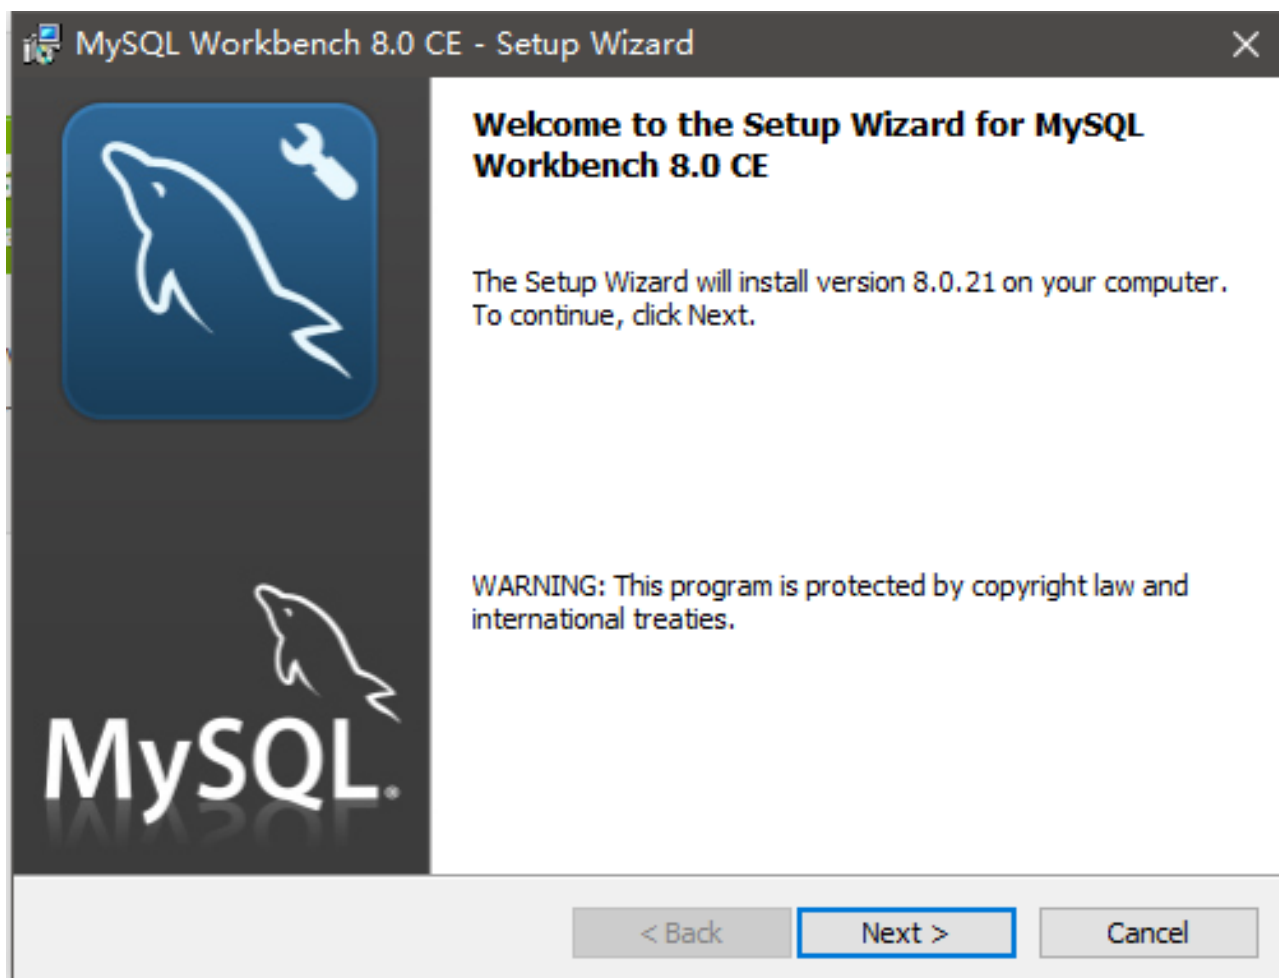 MySQL Workbench 8.0 CE - Setup Wizard
Welcome to the Setup Wizard for MySQL
Workbench 8.0 CE
The Setup Wizard will install version 8.0.21 on your computer.
To continue, click Next.
WARNING: This program is protected by copyright law and
international treaties.
MySQL®
< Back
Next >
Cancel